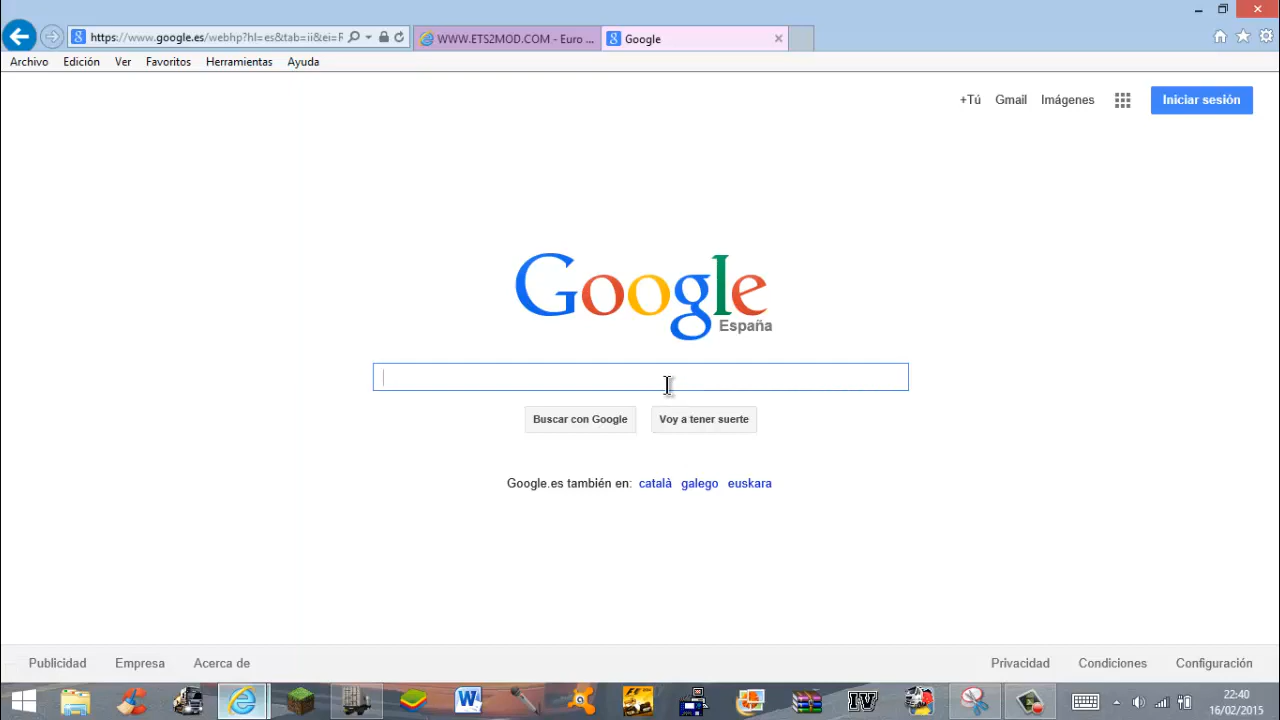 https://www.google.es/webhp?hl=es&tab=ii&ei=F
WWW.ETS2MOD.COM - Euro ...
Google
Archivo Edición Ver Favoritos Herramientas Ayuda
+Tú Gmail Imágenes Iniciar sesión
Google
España
Buscar con Google Voy a tener suerte
Google.es también en: català galego euskara
Publicidad Empresa Acerca de Privacidad Condiciones Configuración
IV
22:40
16/02/2015